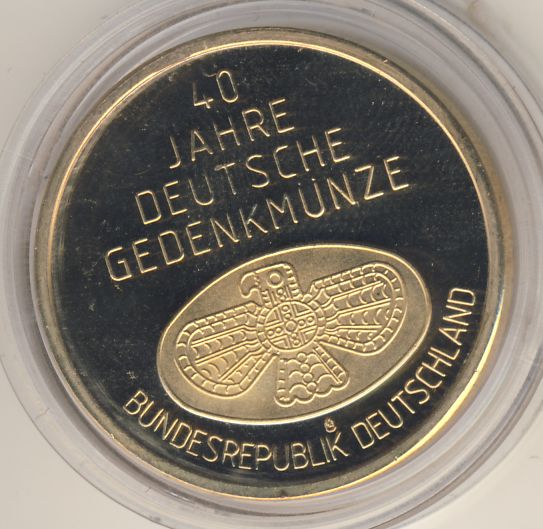 40
JAHRE
DEUTSCHE
GEDENKMÜNZE
BUNDESREPUBLIK DEUTSCHLAND